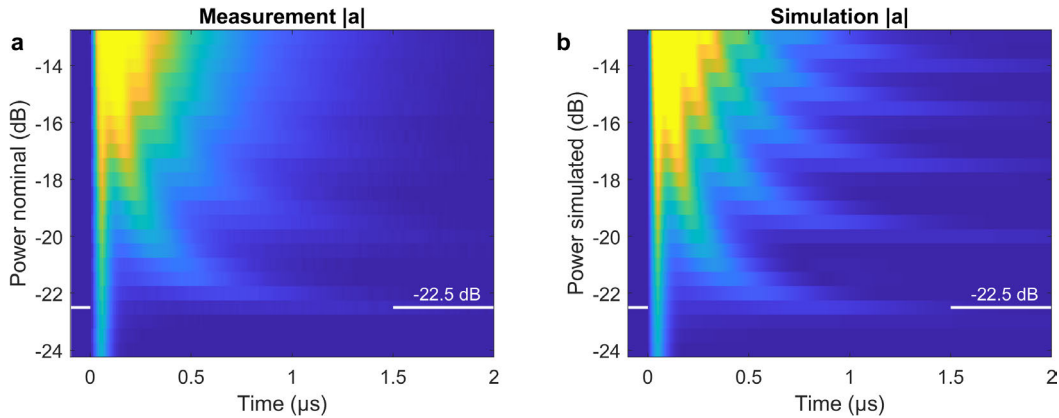 Measurement |a|
a
Power nominal (dB)
-14
-16
-18
-20
-22
-24
-22.5 dB
0
0.5
1
1.5
2
Time (µs)
Simulation |a|
b
Power simulated (dB)
-14
-16
-18
-20
-22
-24
-22.5 dB
0
0.5
1
1.5
2
Time (µs)